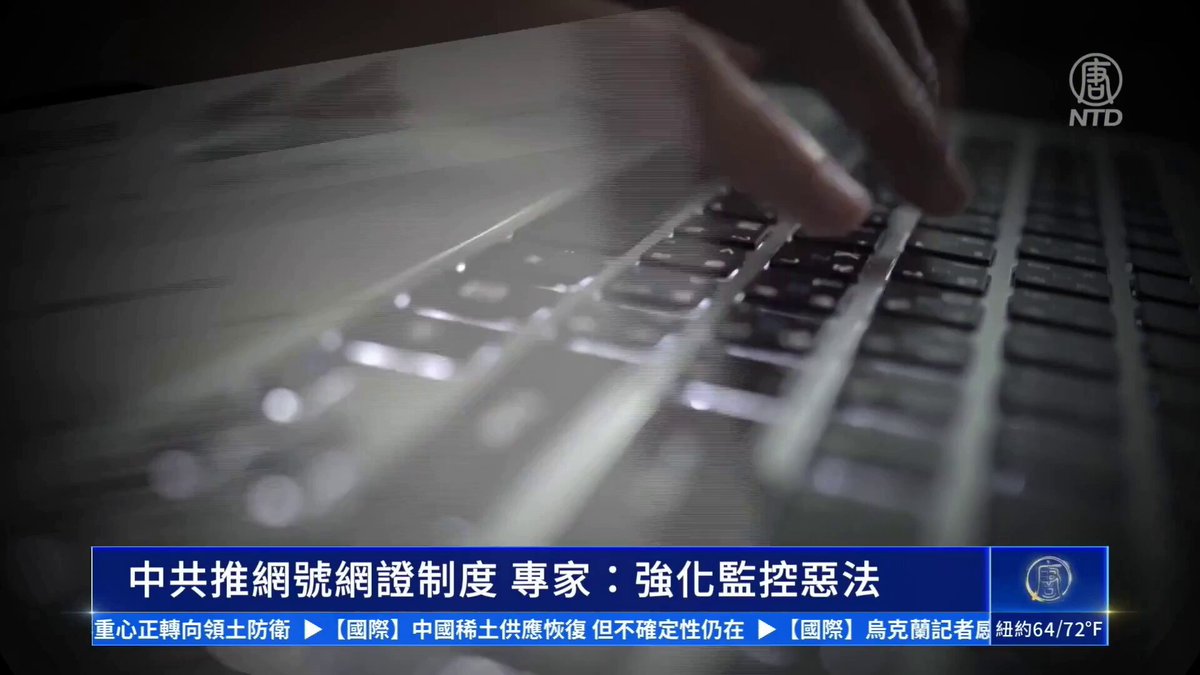 唐
NTD
中共推網號網證制度 專家：強化監控惡法
唐
重心正轉向領土防衛 ▶【國際】中國稀土供應恢復 但不確定性仍在 ▶【國際】烏克蘭記者
紐約64/72°F